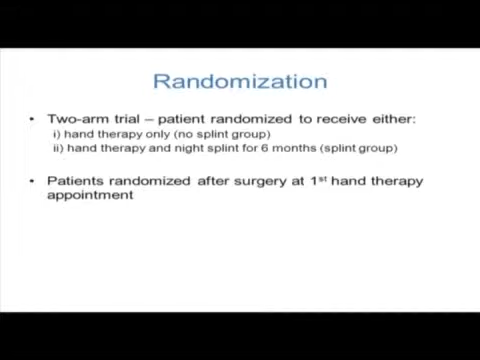 Randomization
• Two-arm trial – patient randomized to receive either:
i) hand therapy only (no splint group)
ii) hand therapy and night splint for 6 months (splint group)
• Patients randomized after surgery at 1st hand therapy
appointment